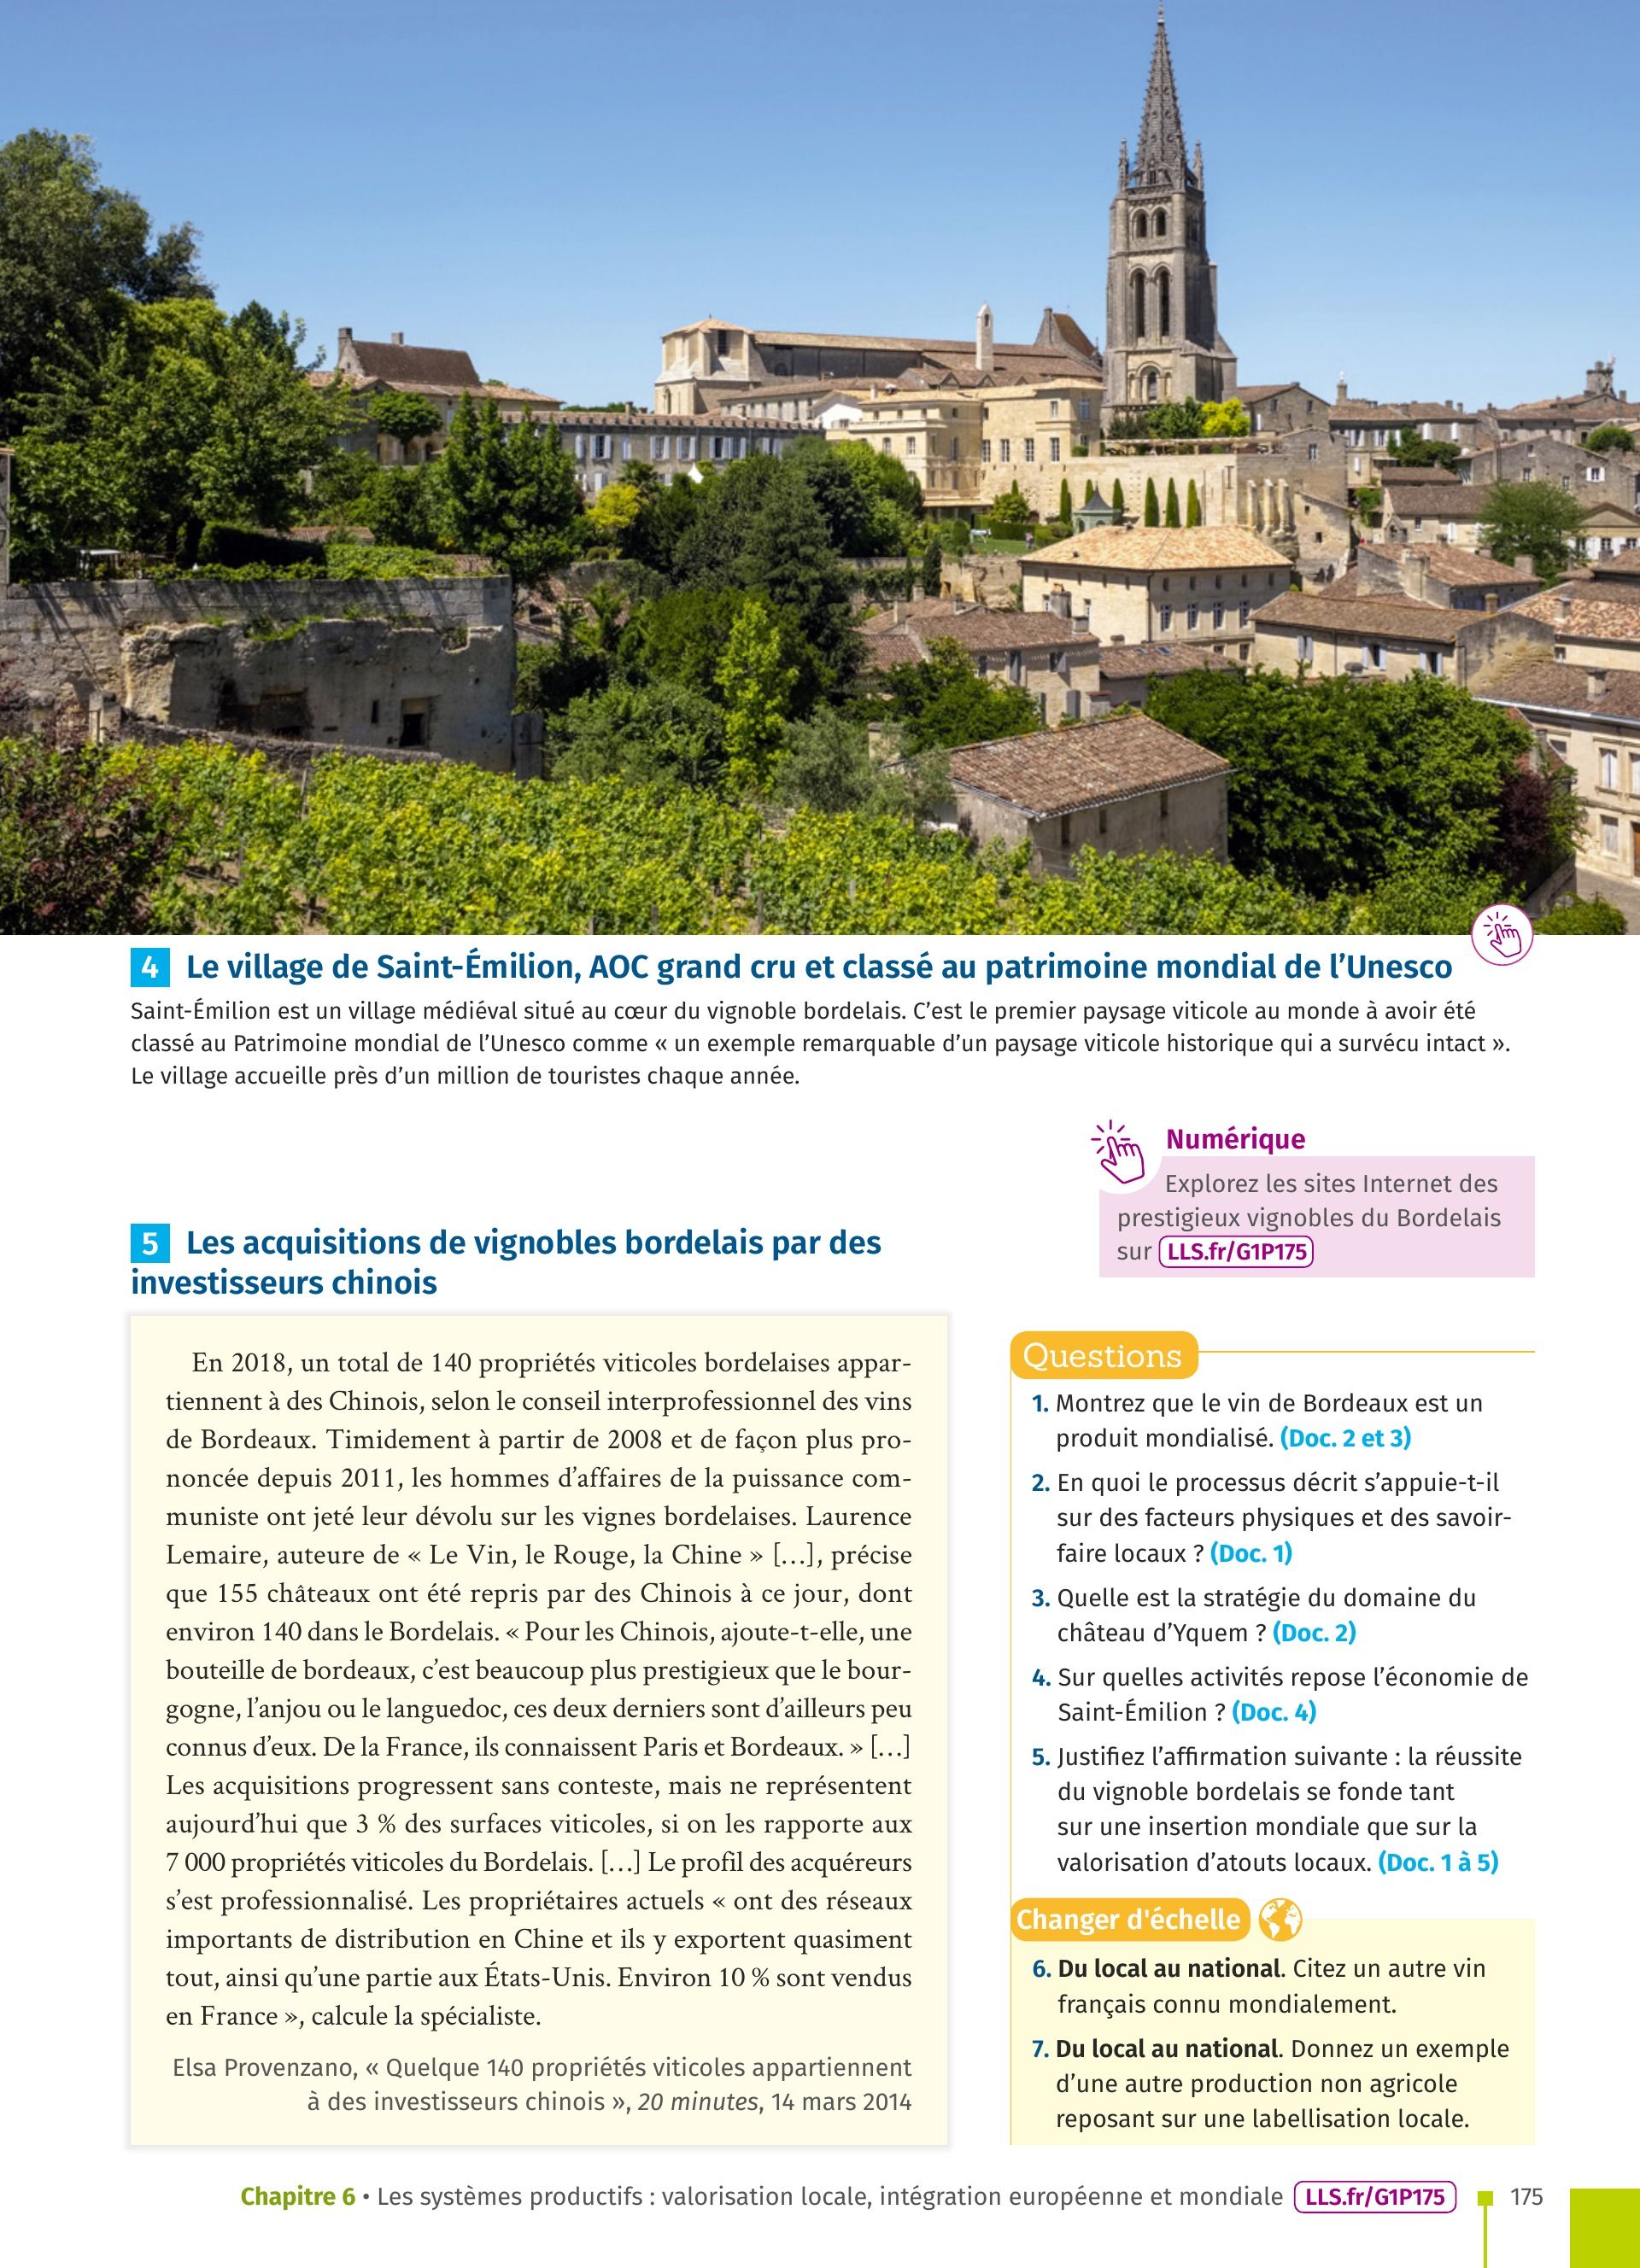 4 Le village de Saint-Émilion, AOC grand cru et classé au patrimoine mondial de l’Unesco
Saint-Émilion est un village médiéval situé au cœur du vignoble bordelais. C’est le premier paysage viticole au monde à avoir été
classé au Patrimoine mondial de l’Unesco comme « un exemple remarquable d’un paysage viticole historique qui a survécu intact ».
Le village accueille près d’un million de touristes chaque année.
Numérique
Explorez les sites Internet des
prestigieux vignobles du Bordelais
sur LLS.fr/G1P175
5 Les acquisitions de vignobles bordelais par des
investisseurs chinois
En 2018, un total de 140 propriétés viticoles bordelaises appar-
tiennent à des Chinois, selon le conseil interprofessionnel des vins
de Bordeaux. Timidement à partir de 2008 et de façon plus pro-
noncée depuis 2011, les hommes d’affaires de la puissance com-
muniste ont jeté leur dévolu sur les vignes bordelaises. Laurence
Lemaire, auteure de « Le Vin, le Rouge, la Chine » […], précise
que 155 châteaux ont été repris par des Chinois à ce jour, dont
environ 140 dans le Bordelais. « Pour les Chinois, ajoute-t-elle, une
bouteille de bordeaux, c’est beaucoup plus prestigieux que le bour-
gogne, l’anjou ou le languedoc, ces deux derniers sont d’ailleurs peu
connus d’eux. De la France, ils connaissent Paris et Bordeaux. » […]
Les acquisitions progressent sans conteste, mais ne représentent
aujourd’hui que 3 % des surfaces viticoles, si on les rapporte aux
7 000 propriétés viticoles du Bordelais. […] Le profil des acquéreurs
s’est professionnalisé. Les propriétaires actuels « ont des réseaux
importants de distribution en Chine et ils y exportent quasiment
tout, ainsi qu’une partie aux États-Unis. Environ 10 % sont vendus
en France », calcule la spécialiste.
Elsa Provenzano, « Quelque 140 propriétés viticoles appartiennent
à des investisseurs chinois », 20 minutes, 14 mars 2014
Questions
1. Montrez que le vin de Bordeaux est un
produit mondialisé. (Doc. 2 et 3)
2. En quoi le processus décrit s’appuie-t-il
sur des facteurs physiques et des savoir-
faire locaux ? (Doc. 1)
3. Quelle est la stratégie du domaine du
château d’Yquem ? (Doc. 2)
4. Sur quelles activités repose l’économie de
Saint-Émilion ? (Doc. 4)
5. Justifiez l’affirmation suivante : la réussite
du vignoble bordelais se fonde tant
sur une insertion mondiale que sur la
valorisation d’atouts locaux. (Doc. 1 à 5)
Changer d'échelle
6. Du local au national. Citez un autre vin
français connu mondialement.
7. Du local au national. Donnez un exemple
d’une autre production non agricole
reposant sur une labellisation locale.
Chapitre 6 • Les systèmes productifs : valorisation locale, intégration européenne et mondiale LLS.fr/G1P175 175